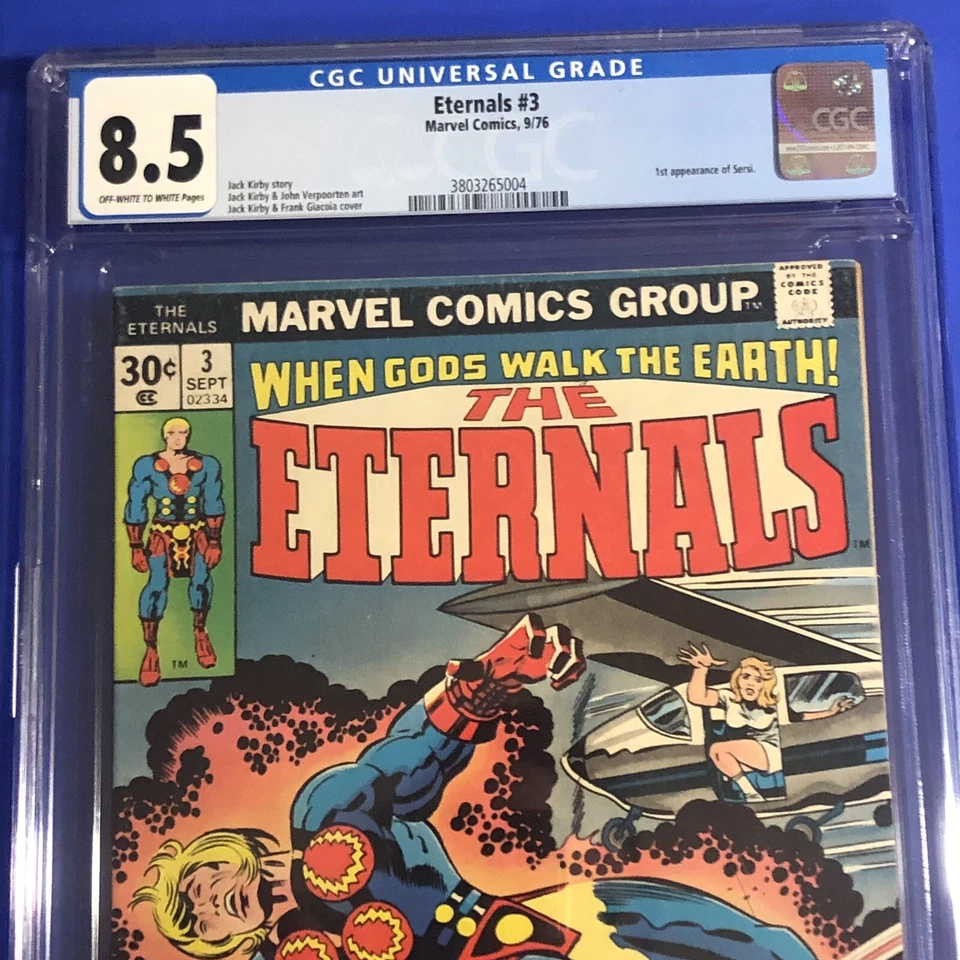 CGC UNIVERSAL GRADE
8.5
OFF-WHITE TO WHITE Pages
Eternals #3
Marvel Comics, 9/76
CGC
Jack Kirby story
Jack Kirby & John Verpoorten art
Jack Kirby & Frank Giacoia cover
3803265004
1st appearance of Sersi.
CGC
THE
ETERNALS
MARVEL COMICS GROUP TM
APPROVED
BY THE
COMICS
CODE
AUTHORITY
30¢
CC
3
SEPT
02334
WHEN GODS WALK THE EARTH!
THE
ETERNALS
TM
TM